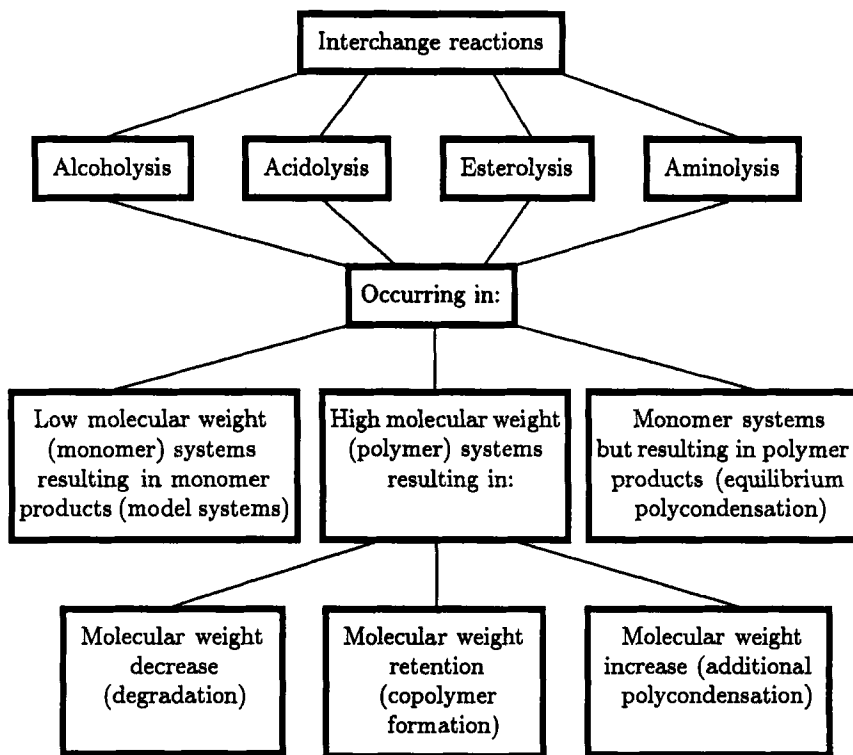 Interchange reactions
Alcoholysis
Acidolysis
Esterolysis
Aminolysis
Occurring in:
Low molecular weight
(monomer) systems
resulting in monomer
products (model systems)
High molecular weight
(polymer) systems
resulting in:
Monomer systems
but resulting in polymer
products (equilibrium
polycondensation)
Molecular weight
decrease
(degradation)
Molecular weight
retention
(copolymer
formation)
Molecular weight
increase (additional
polycondensation)